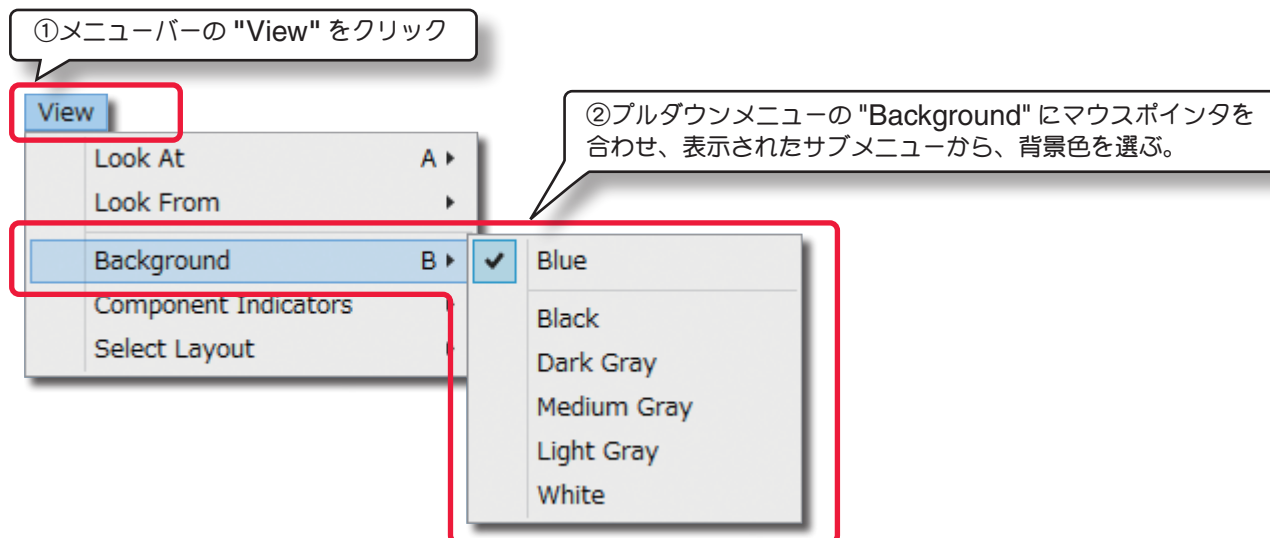 ①メニューバーの "View" をクリック
View
②プルダウンメニューの "Background" にマウスポインタを
合わせ、表示されたサブメニューから、背景色を選ぶ。
Look At A
Look From
Background B
Component Indicators
Select Layout
Blue
Black
Dark Gray
Medium Gray
Light Gray
White